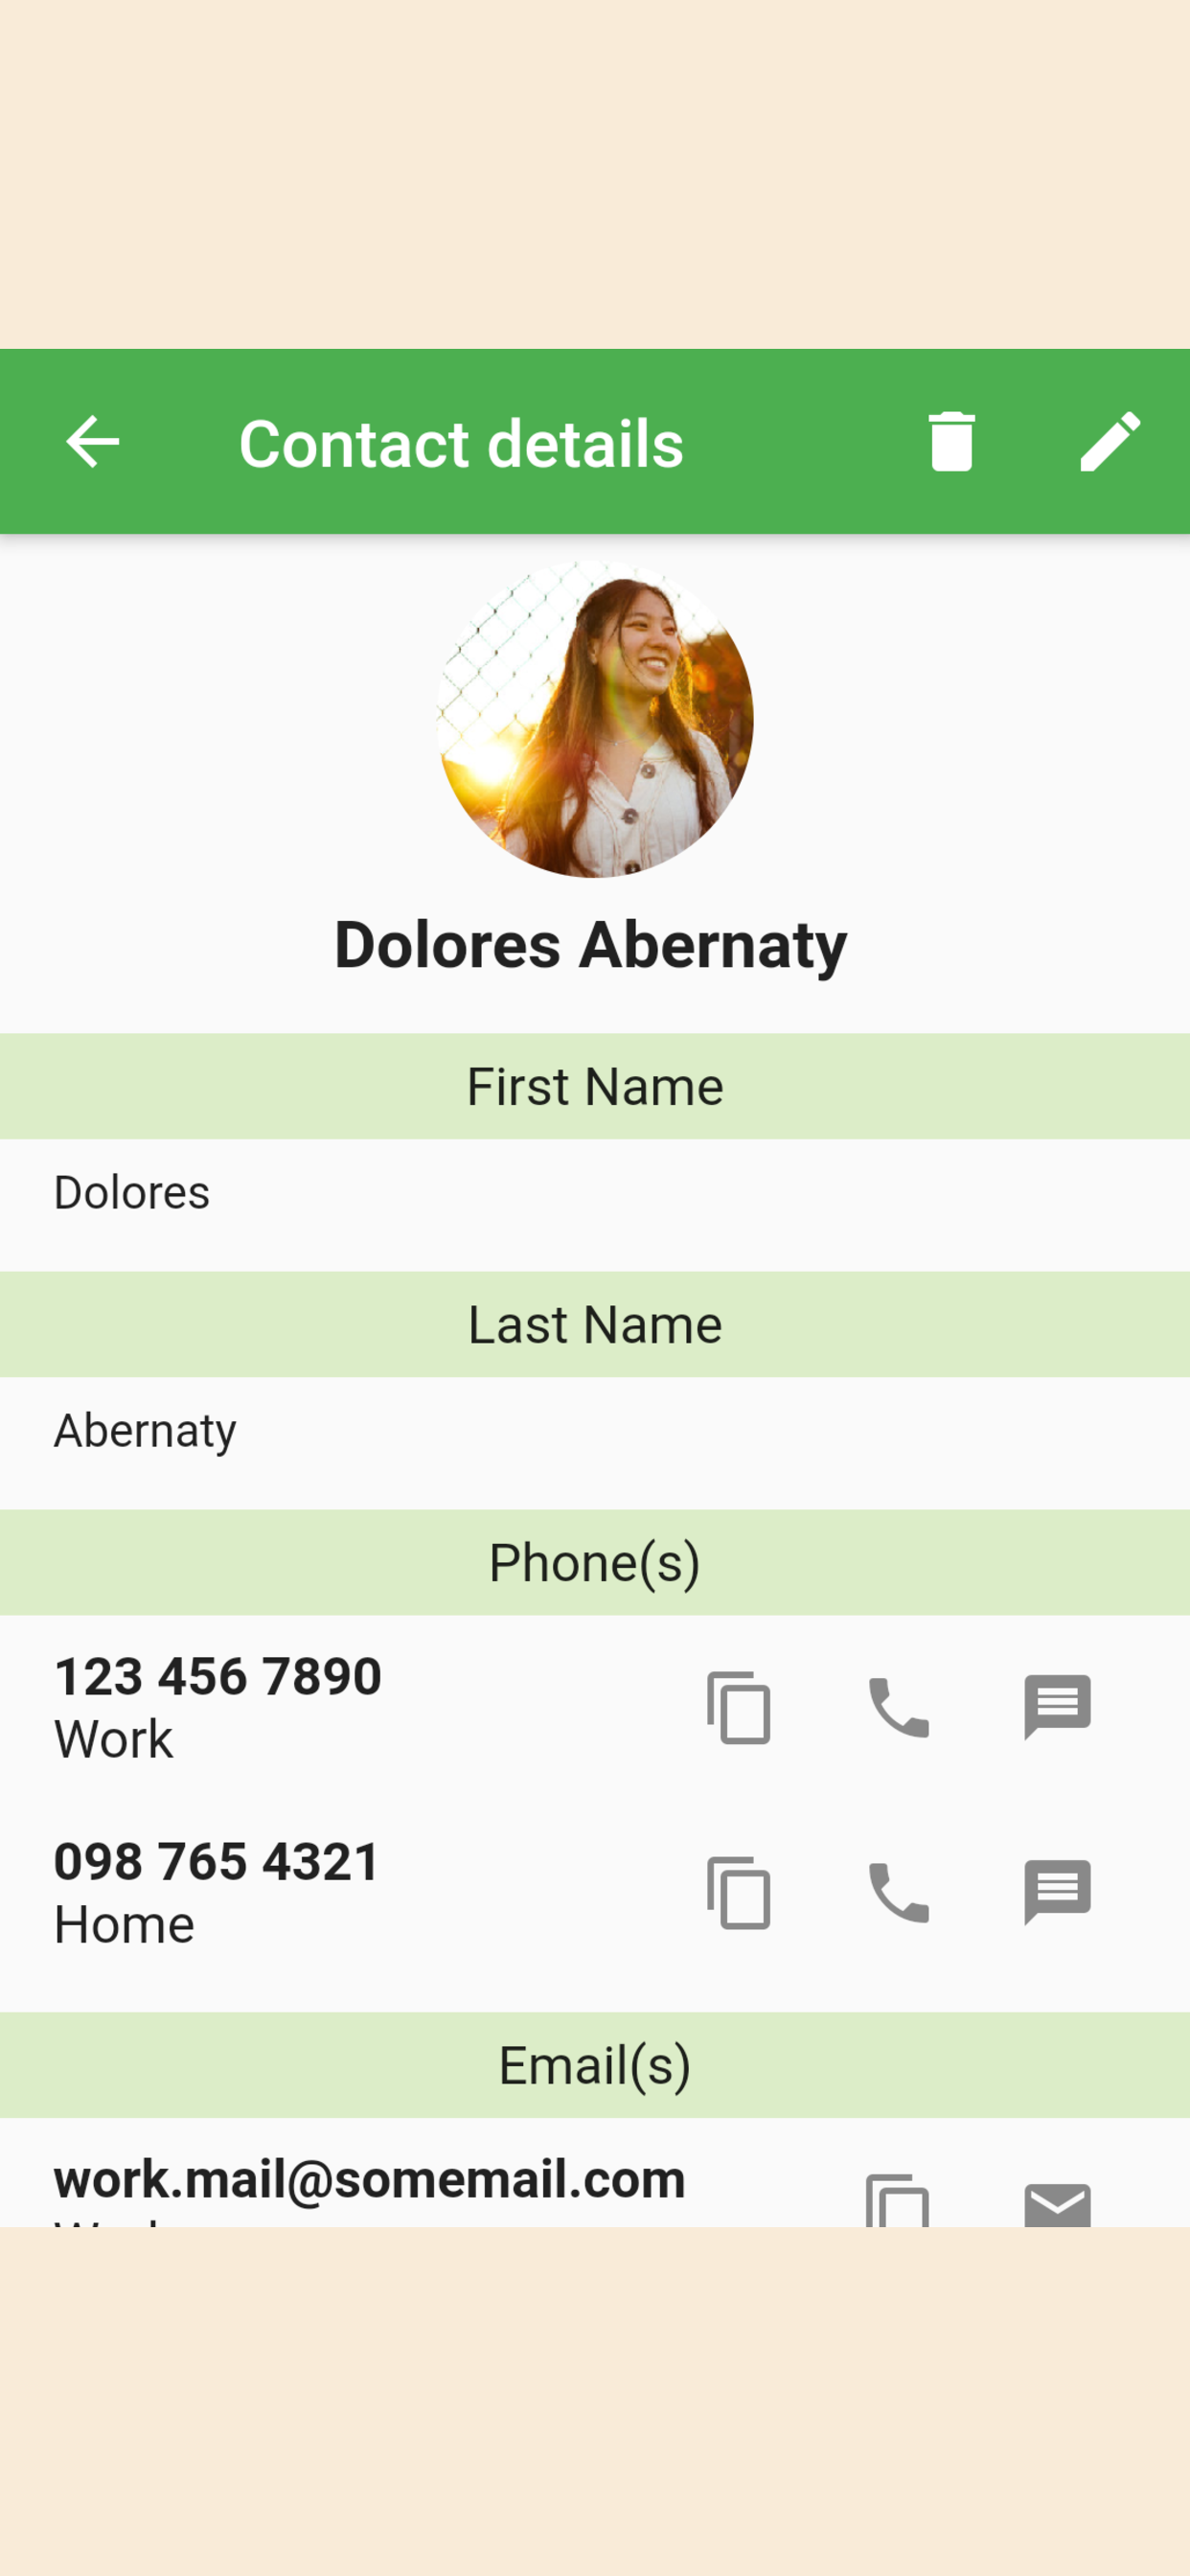 Contact details
Dolores Abernaty
First Name
Dolores
Last Name
Abernaty
Phone(s)
123 456 7890
Work
098 765 4321
Home
Email(s)
work.mail@somemail.com